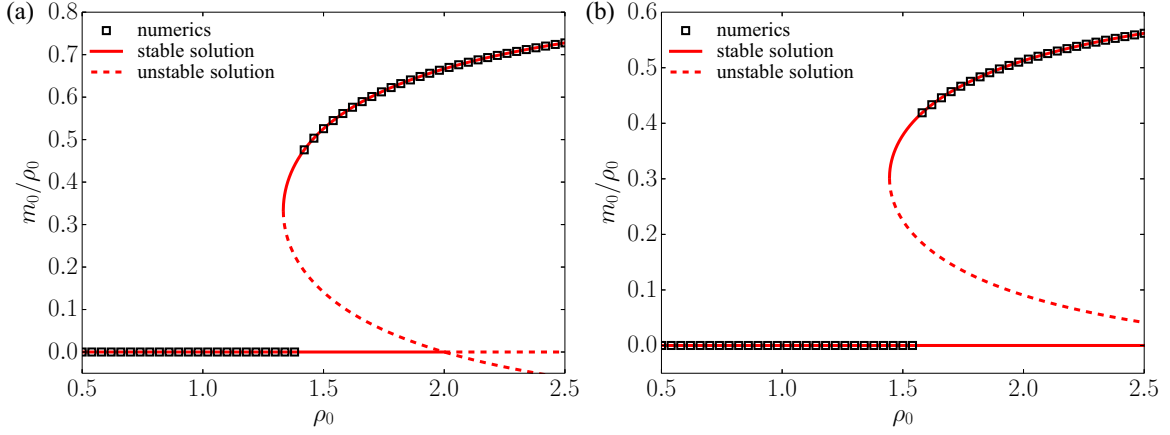 (a)
numerics
stable solution
unstable solution
0.8
0.7
0.6
0.5
0.4
0.3
0.2
0.1
0.0
m₀/ρ₀
0.5 1.0 1.5 2.0 2.5
ρ₀
(b)
numerics
stable solution
unstable solution
0.6
0.5
0.4
0.3
0.2
0.1
0.0
m₀/ρ₀
0.5 1.0 1.5 2.0 2.5
ρ₀